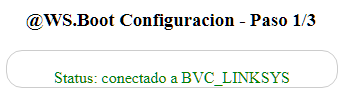 @WS.Boot Configuracion - Paso 1/3
Status: conectado a BVC_LINKSYS